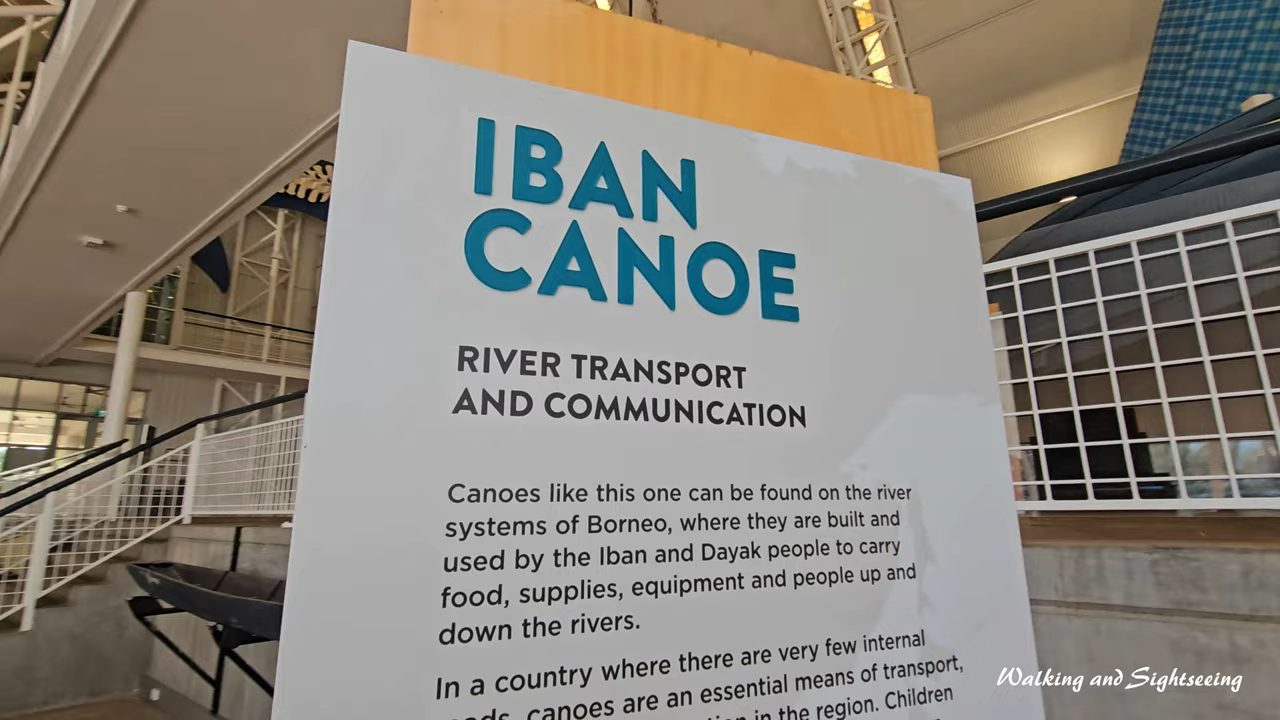 IBAN
CANOE
RIVER TRANSPORT
AND COMMUNICATION
Canoes like this one can be found on the river
systems of Borneo, where they are built and
used by the Iban and Dayak people to carry
food, supplies, equipment and people up and
down the rivers.
In a country where there are very few internal
canoes are an essential means of transport,
in the region. Children
Walking and Sightseeing